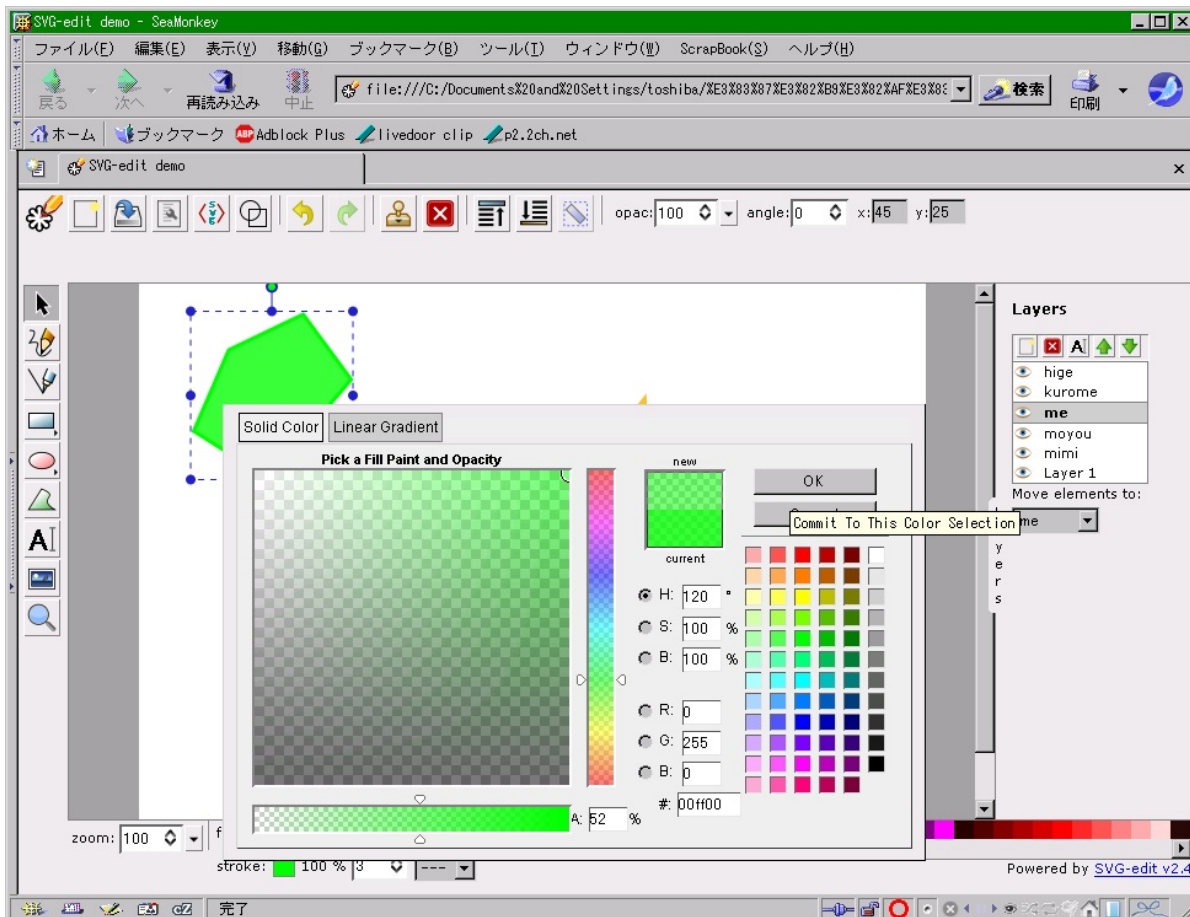 SVG-edit demo - SeaMonkey
ファイル(F) 編集(E) 表示(V) 移動(G) ブックマーク(B) ツール(T) ウィンドウ(W) ScrapBook(S) ヘルプ(H)
戻る 次へ 再読み込み 中止 file:///C:/Documents%20and%20Settings/toshiba/%E3%83%87%E3%82%B9%E3%82%AF%E3%8 検索 印刷
ホーム ブックマーク ABP Adblock Plus livedoor clip p2.2ch.net
SVG-edit demo
opac: 100 angle: 0 x: 45 y: 25
Layers
hige
kurome
me
moyou
mimi
Layer 1
Move elements to:
me
Solid Color Linear Gradient
Pick a Fill Paint and Opacity
new
current
OK
Commit To This Color Selection
H: 120 °
S: 100 %
B: 100 %
R: 0
G: 255
B: 0
#: 00ff00
A: 52 %
y
e
r
s
zoom: 100 f
stroke: 100 % 3 ---
Powered by SVG-edit v2.4
完了